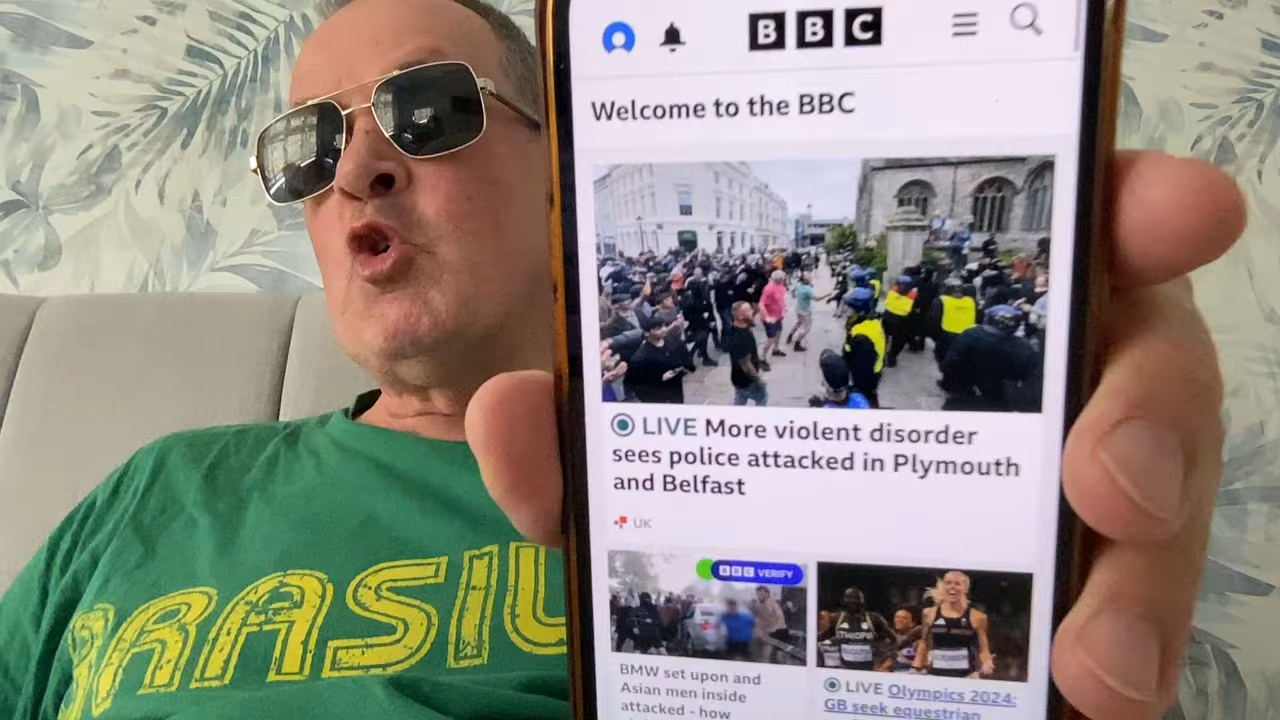 BBC
Welcome to the BBC
LIVE More violent disorder
sees police attacked in Plymouth
and Belfast
UK
BBC VERIFY
BMW set upon and
Asian men inside
attacked - how
ETHIOPIA
LIVE Olympics 2024:
GB seek equestrian
BRASIL